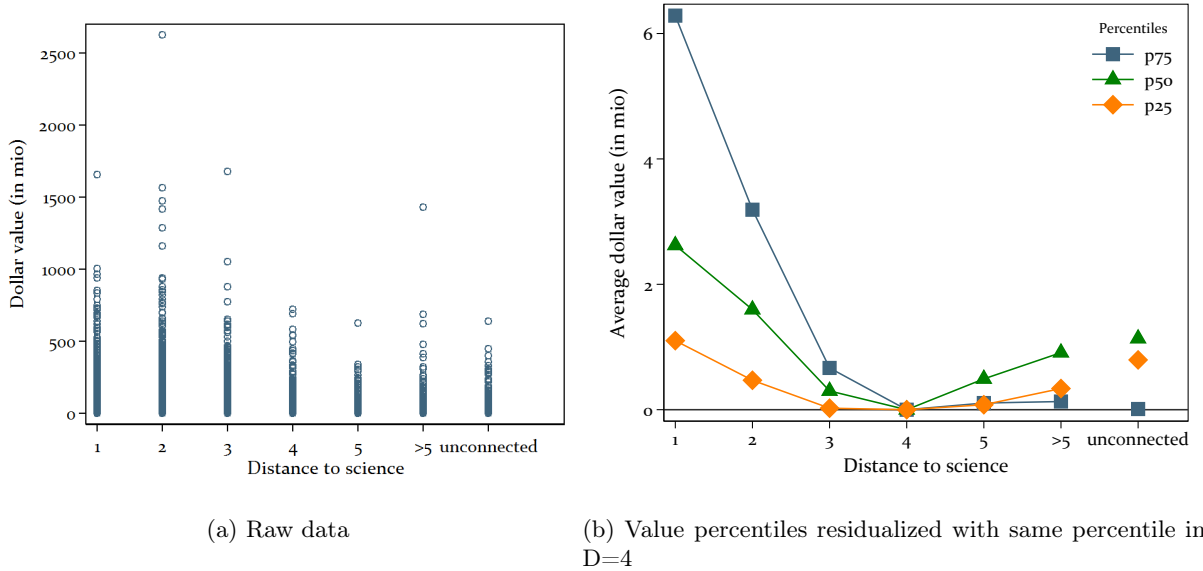 2500
2000
1500
1000
500
0
Dollar value (in mio)
1 2 3 4 5 >5 unconnected
Distance to science
(a) Raw data
6
4
2
0
Average dollar value (in mio)
Percentiles
p75
p50
p25
1 2 3 4 5 >5 unconnected
Distance to science
(b) Value percentiles residualized with same percentile in
D=4